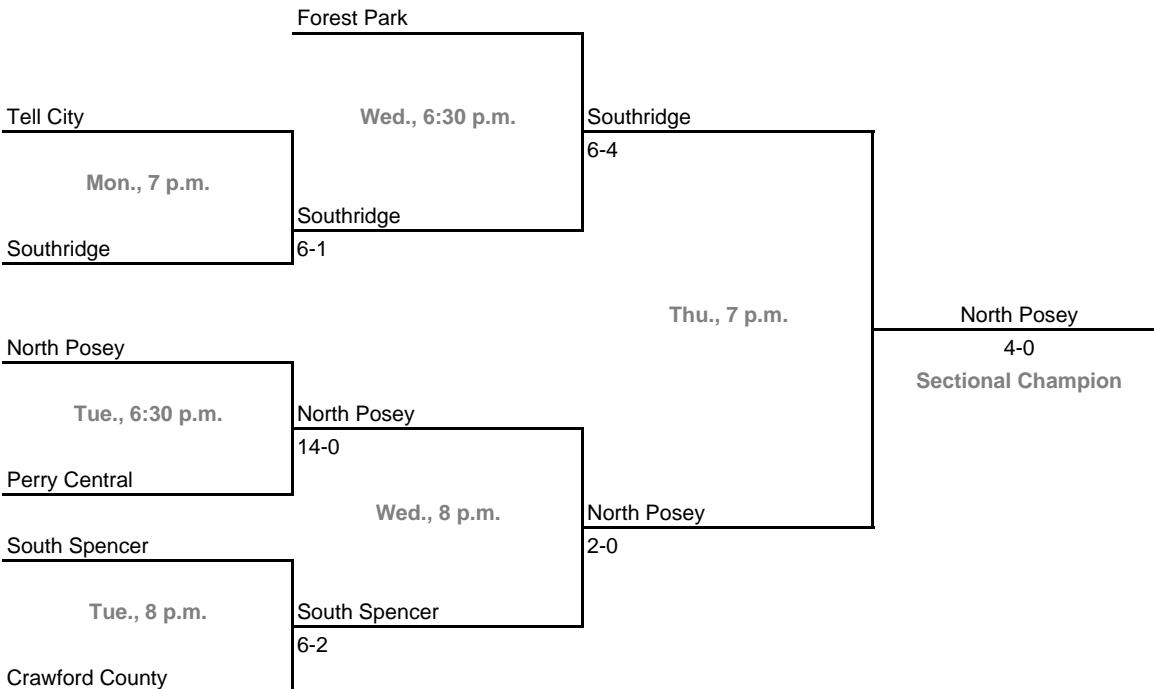 Forest Park
Tell City
Wed., 6:30 p.m.
Southridge
6-4
Mon., 7 p.m.
Southridge
Southridge
6-1
Thu., 7 p.m.
North Posey
North Posey
4-0
Sectional Champion
Tue., 6:30 p.m.
North Posey
14-0
Perry Central
Wed., 8 p.m.
North Posey
South Spencer
2-0
Tue., 8 p.m.
South Spencer
6-2
Crawford County